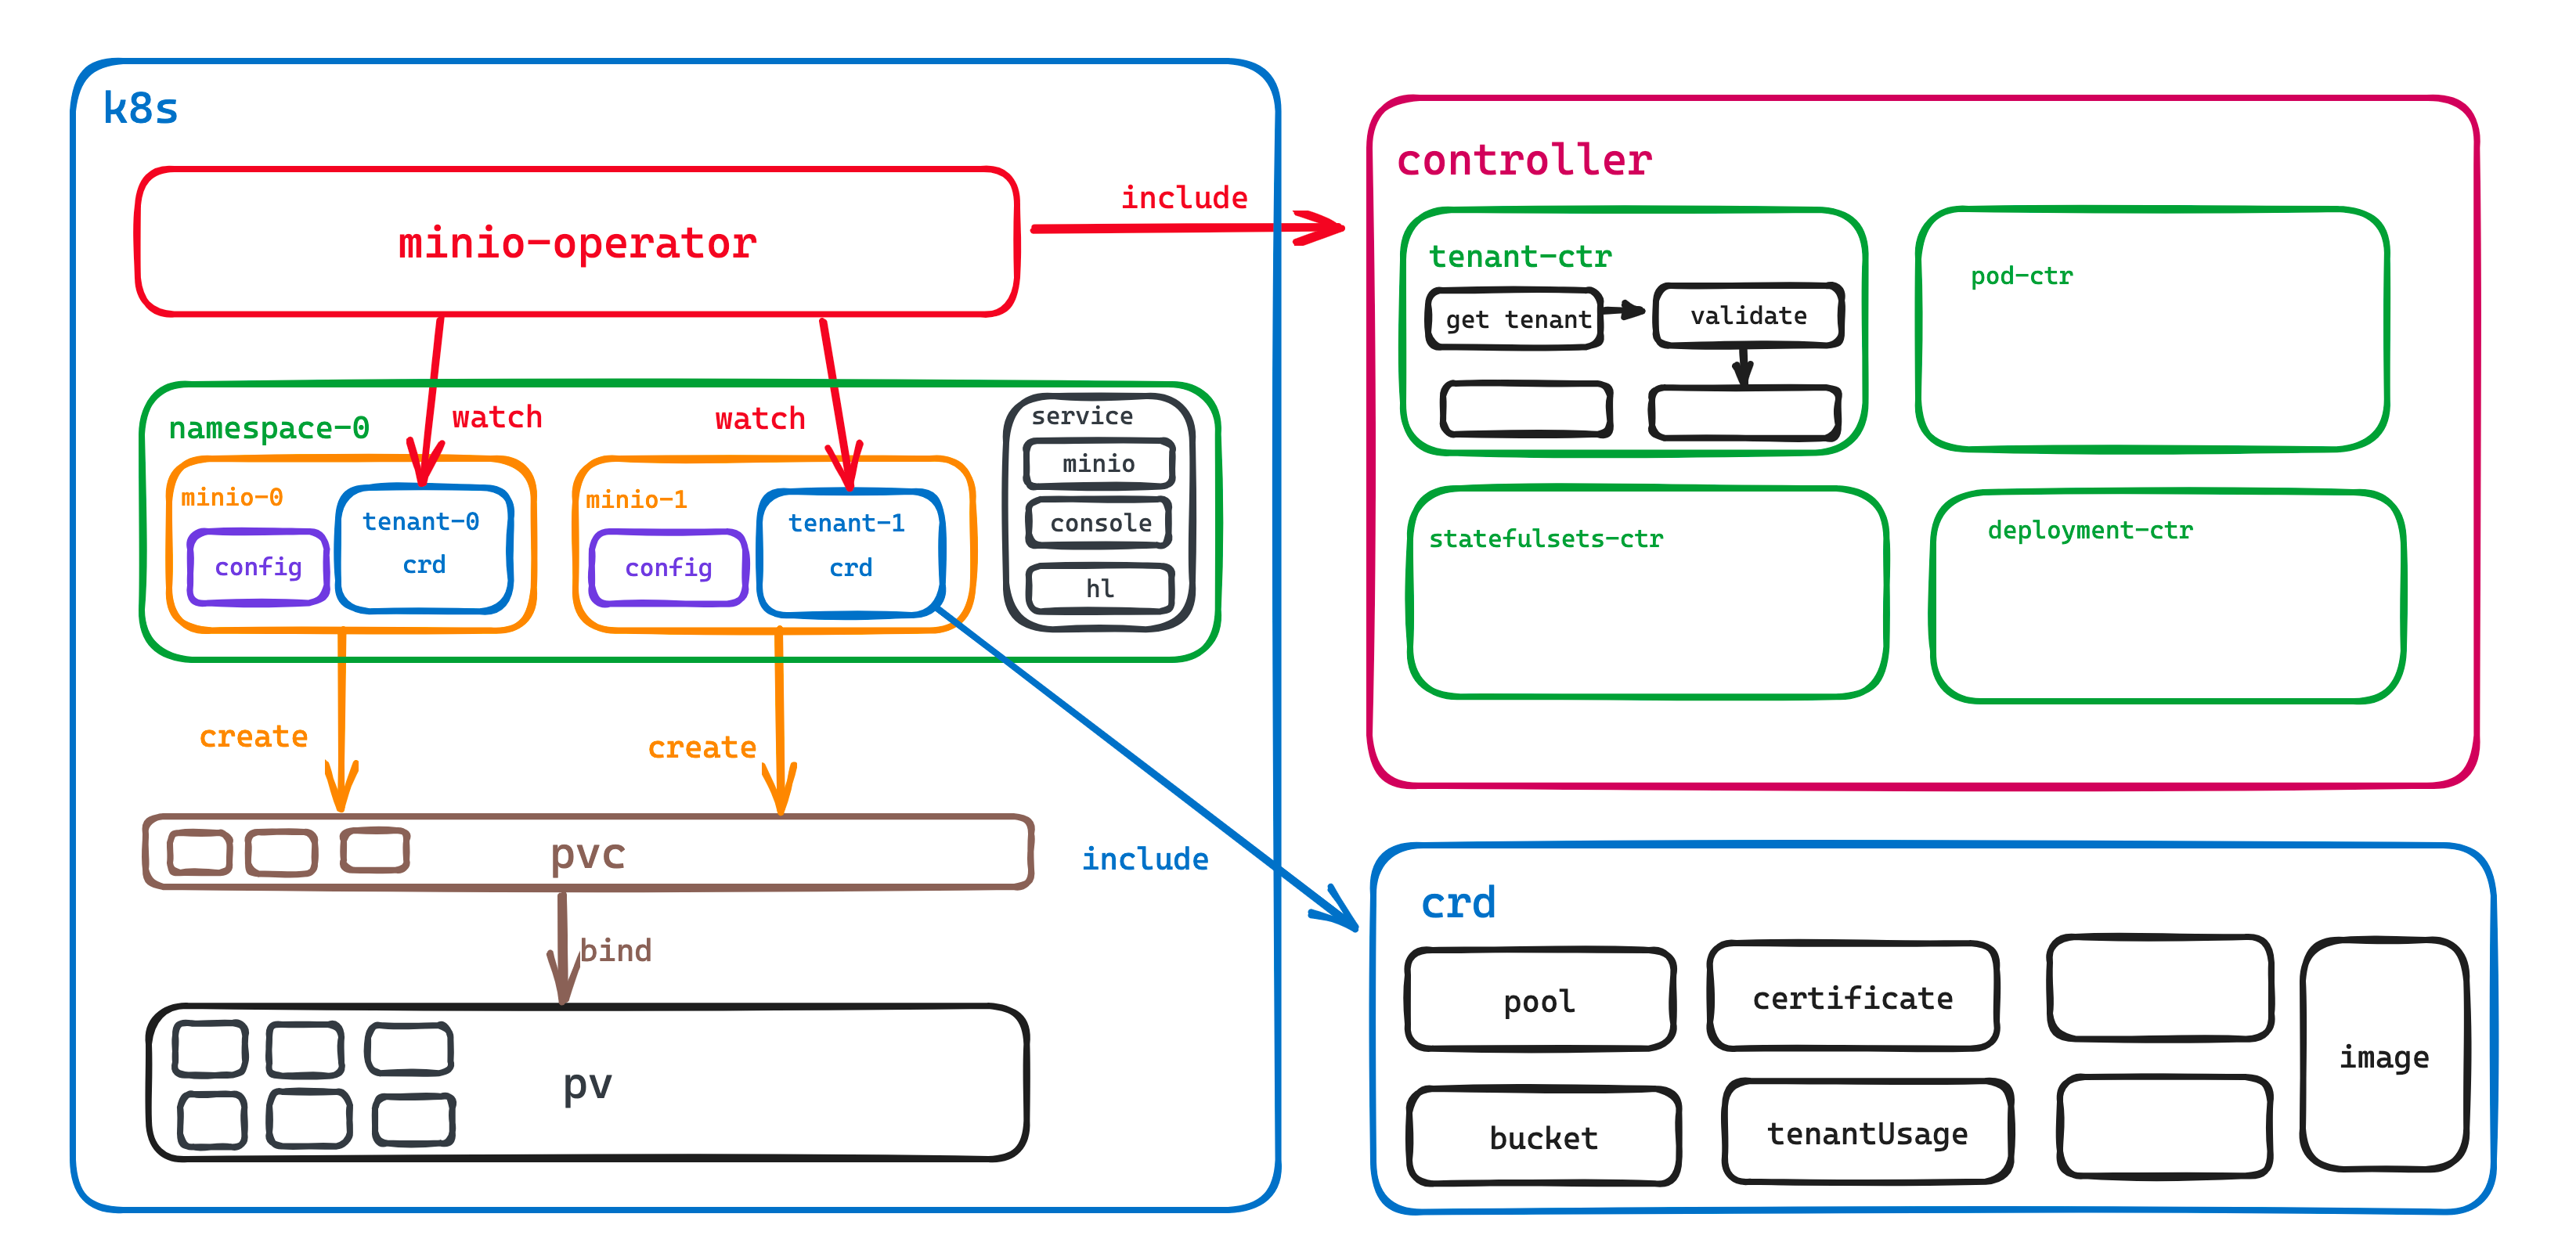 k8s
minio-operator
include
watch
watch
namespace-0
service
minio
console
hl
minio-0
config
tenant-0
crd
minio-1
config
tenant-1
crd
create
create
pvc
include
bind
pv
controller
tenant-ctr
get tenant
validate
pod-ctr
statefulsets-ctr
deployment-ctr
crd
pool
certificate
image
bucket
tenantUsage